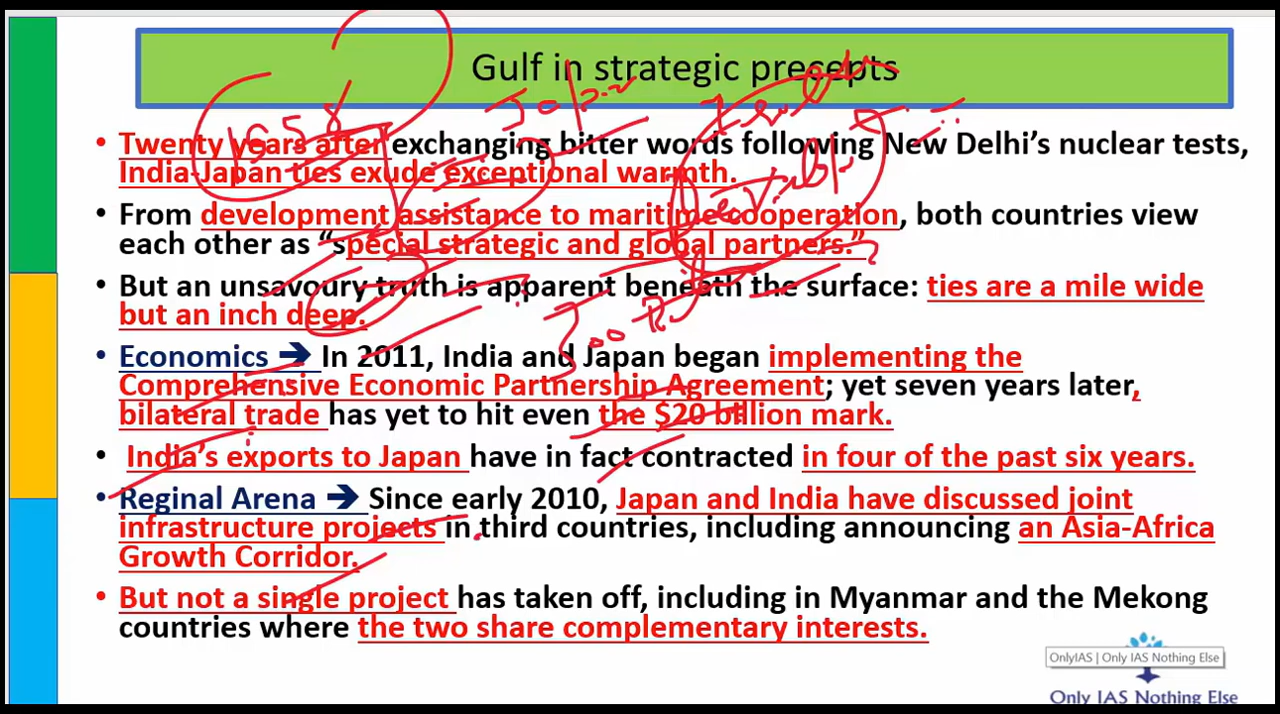 Gulf in strategic precepts
• Twenty years after exchanging bitter words following New Delhi's nuclear tests,
India-Japan ties exude exceptional warmth.
• From development assistance to maritime cooperation, both countries view
each other as “special strategic and global partners.”
• But an unsavoury truth is apparent beneath the surface: ties are a mile wide
but an inch deep.
• Economics ➔ In 2011, India and Japan began implementing the
Comprehensive Economic Partnership Agreement; yet seven years later,
bilateral trade has yet to hit even the $20 billion mark.
• India’s exports to Japan have in fact contracted in four of the past six years.
• Reginal Arena ➔ Since early 2010, Japan and India have discussed joint
infrastructure projects in third countries, including announcing an Asia-Africa
Growth Corridor.
• But not a single project has taken off, including in Myanmar and the Mekong
countries where the two share complementary interests.
OnlyIAS | Only IAS Nothing Else
Only IAS Nothing Else